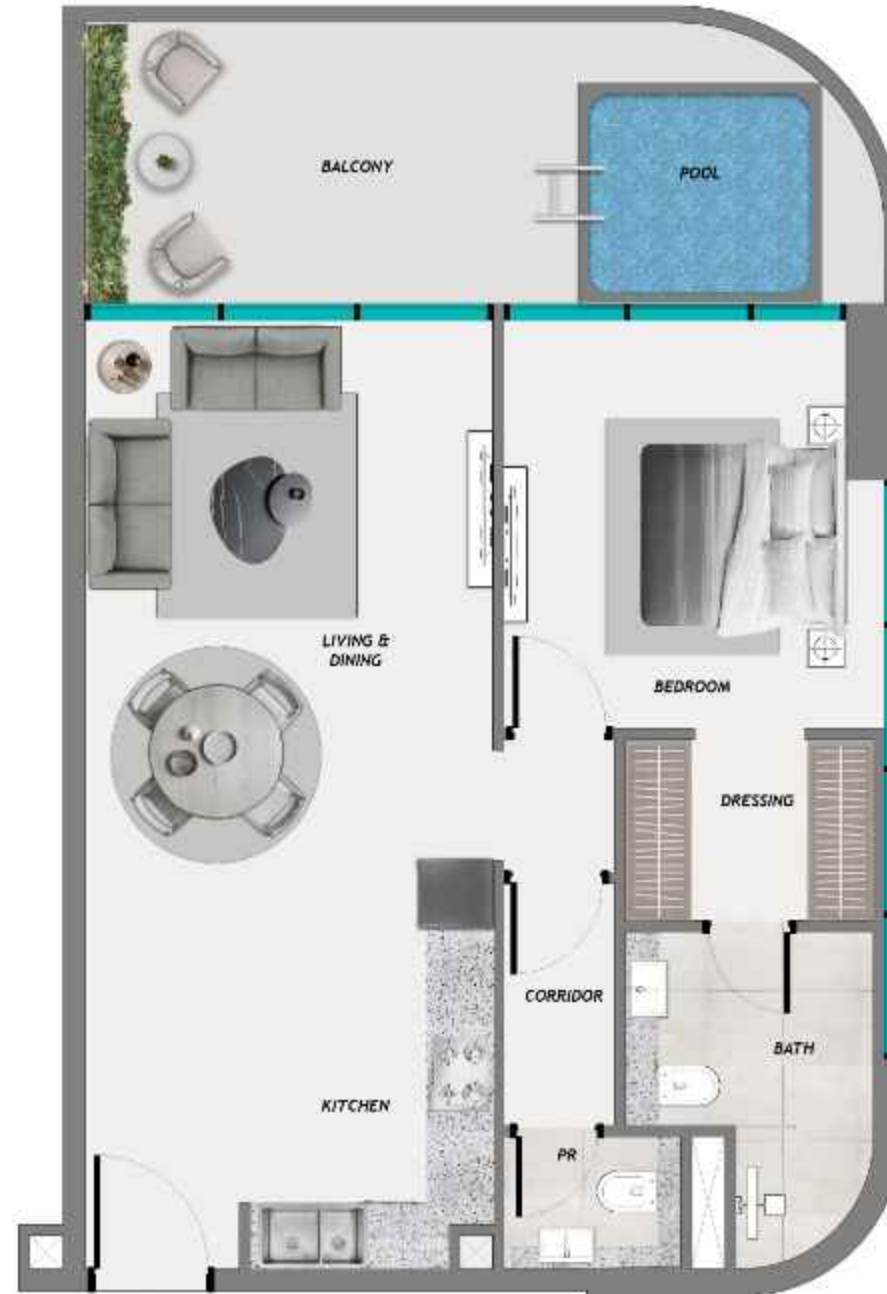 BALCONY
POOL
LIVING &
DINING
BEDROOM
DRESSING
CORRIDOR
BATH
KITCHEN
PR